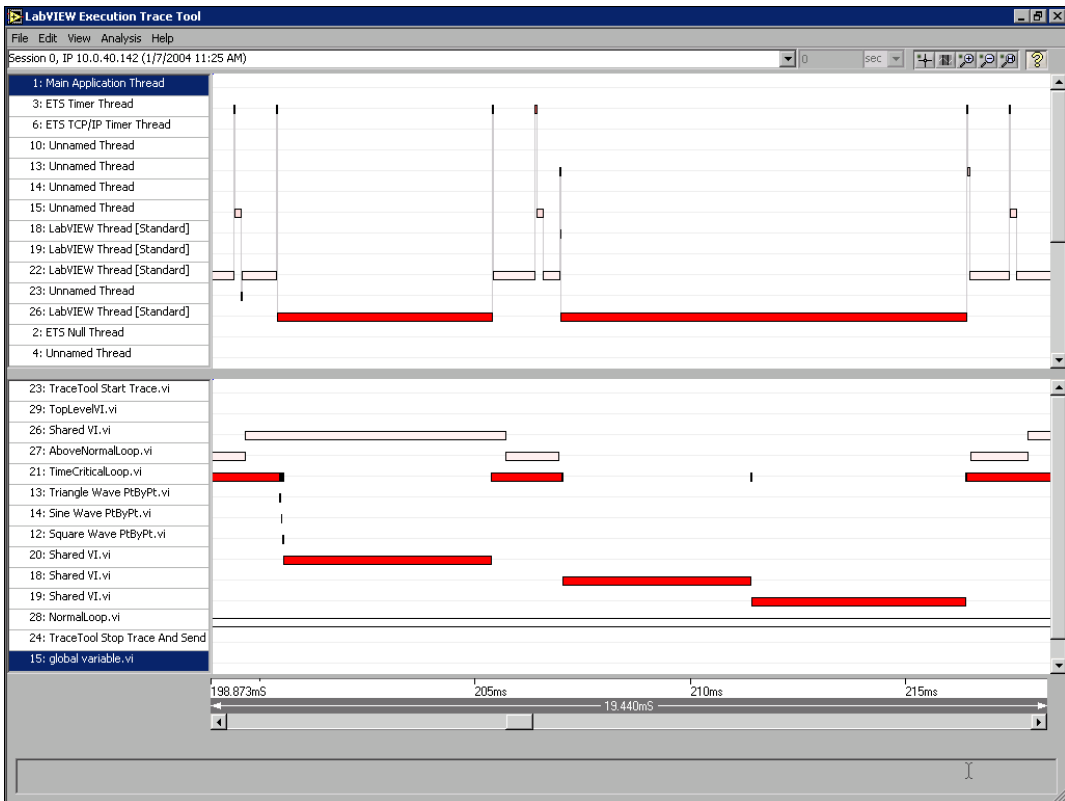 LabVIEW Execution Trace Tool
File Edit View Analysis Help
Session 0, IP 10.0.40.142 (1/7/2004 11:25 AM)
0
sec
1: Main Application Thread
3: ETS Timer Thread
6: ETS TCP/IP Timer Thread
10: Unnamed Thread
13: Unnamed Thread
14: Unnamed Thread
15: Unnamed Thread
18: LabVIEW Thread [Standard]
19: LabVIEW Thread [Standard]
22: LabVIEW Thread [Standard]
23: Unnamed Thread
26: LabVIEW Thread [Standard]
2: ETS Null Thread
4: Unnamed Thread
23: TraceTool Start Trace.vi
29: TopLevelVI.vi
26: Shared VI.vi
27: AboveNormalLoop.vi
21: TimeCriticalLoop.vi
13: Triangle Wave PtByPt.vi
14: Sine Wave PtByPt.vi
12: Square Wave PtByPt.vi
20: Shared VI.vi
18: Shared VI.vi
19: Shared VI.vi
28: NormalLoop.vi
24: TraceTool Stop Trace And Send
15: global variable.vi
198.873mS
205ms
210ms
215ms
19.440mS